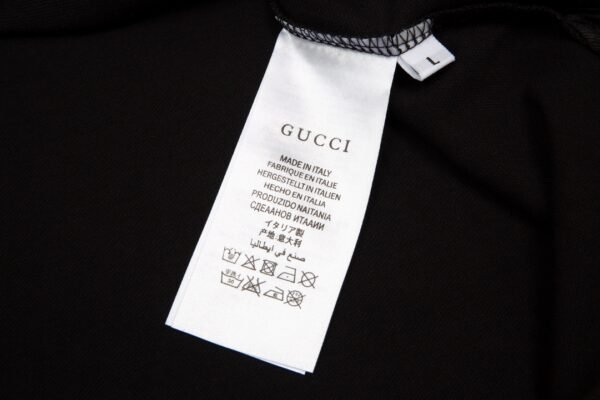 L
GUCCI
MADE IN ITALY
FABRIQUE EN ITALIE
HERGESTELLT IN ITALIEN
HECHO EN ITALIA
PRODUZIDO NAITANIA
СДЕААНОВ ИТААИИ
イタリア製
产地:意大利
صنع في ايطاليا